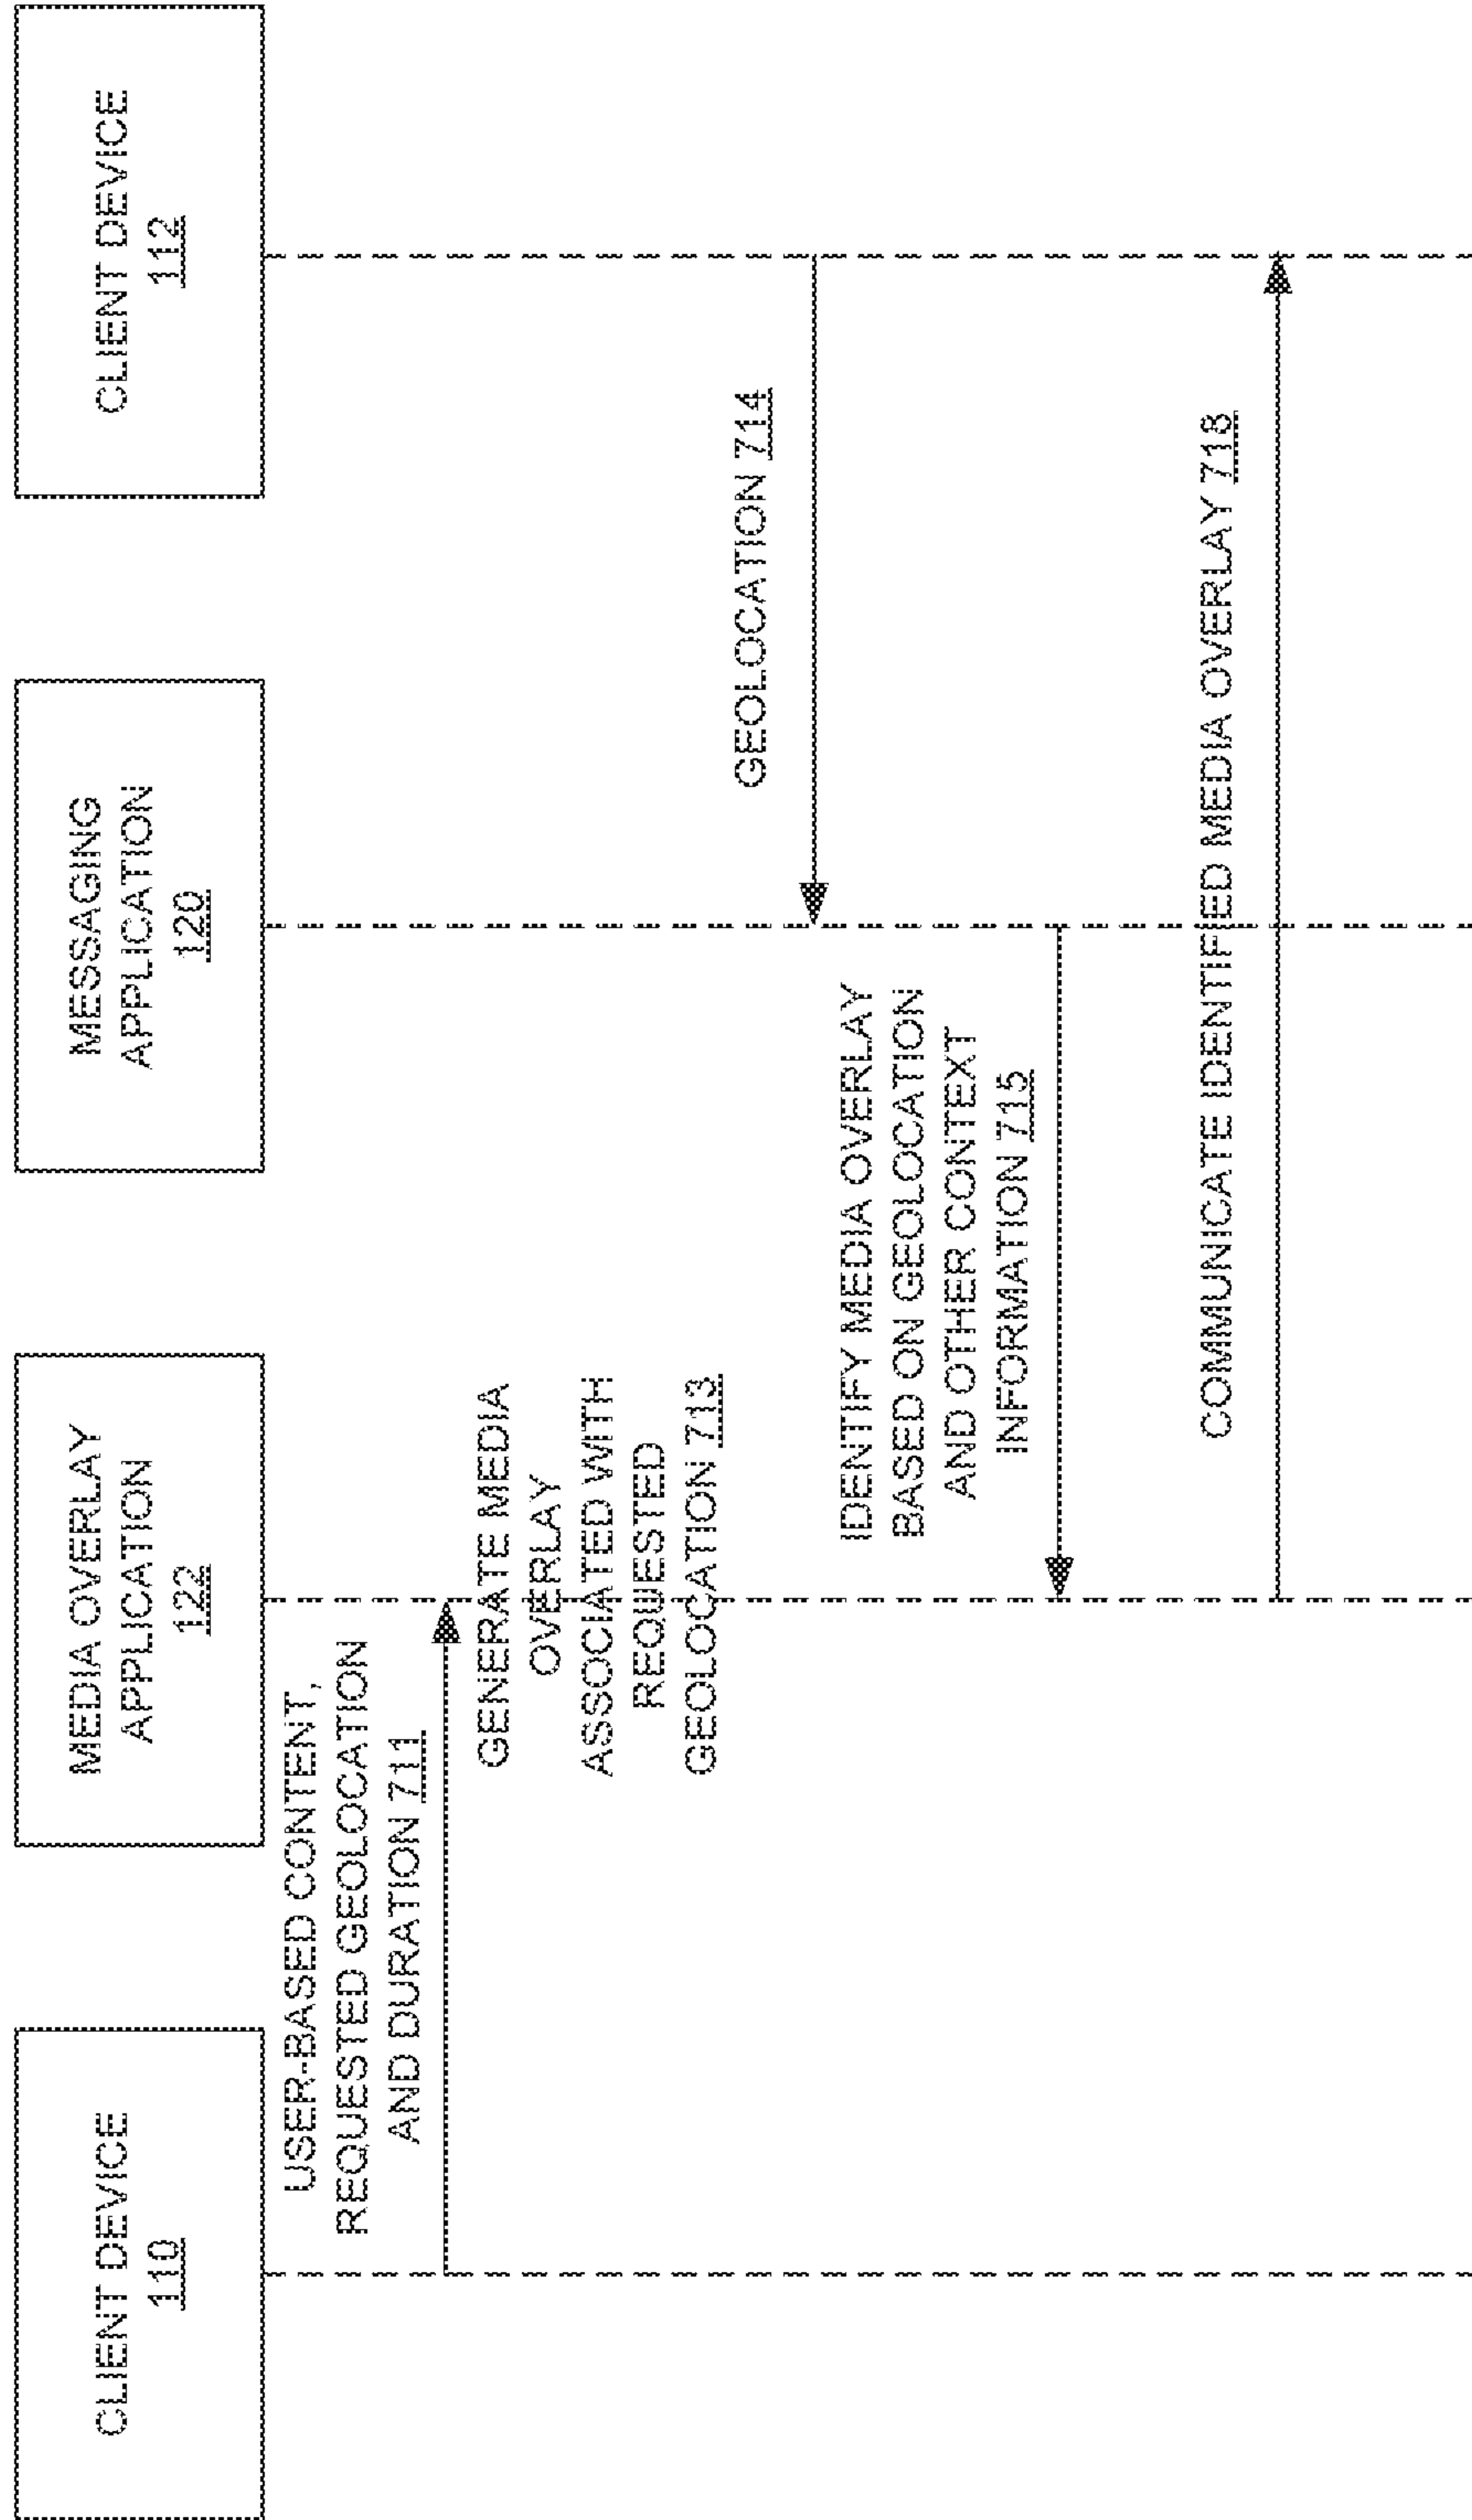 CLIENT DEVICE
110
MEDIA OVERLAY
APPLICATION
122
MESSAGING
APPLICATION
120
CLIENT DEVICE
112
USER-BASED CONTENT,
REQUESTED GEOLOCATION
AND DURATION 711
GENERATE MEDIA
OVERLAY
ASSOCIATED WITH
REQUESTED
GEOLOCATION 713
GEOLOCATION 714
IDENTIFY MEDIA OVERLAY
BASED ON GEOLOCATION
AND OTHER CONTEXT
INFORMATION 715
COMMUNICATE IDENTIFIED MEDIA OVERLAY 718